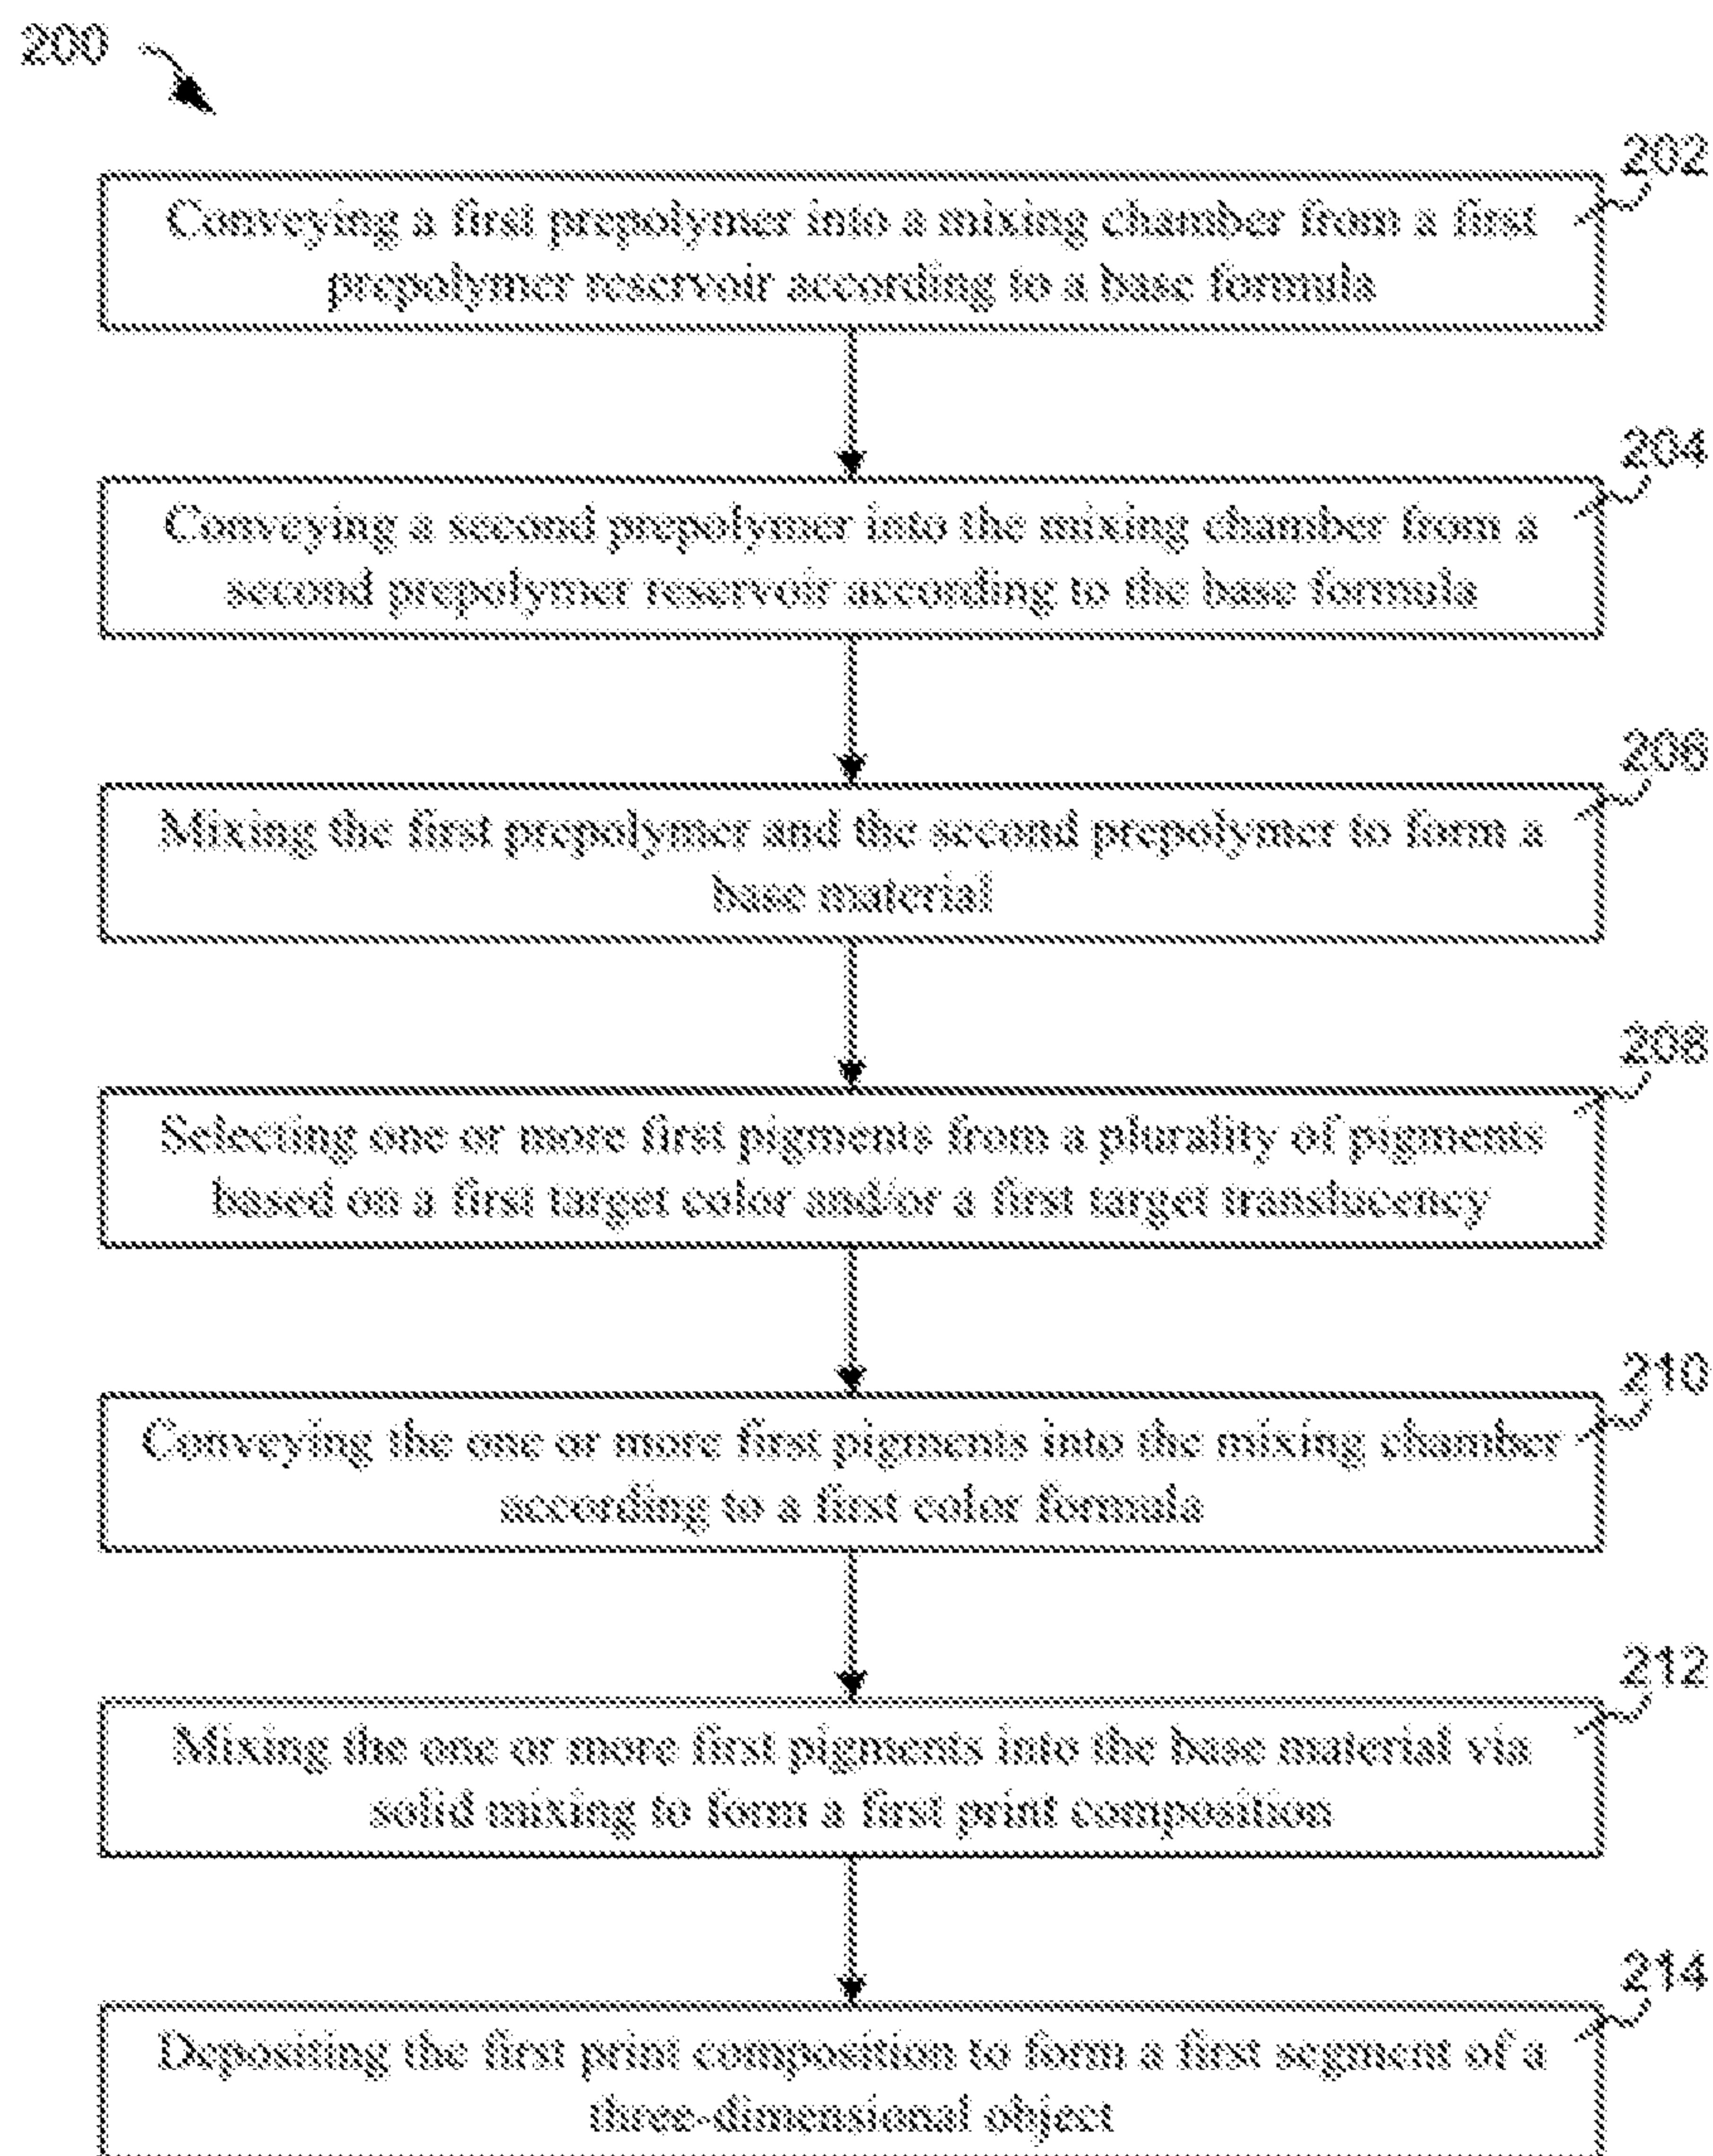 200
202
Conveying a first prepolymer into a mixing chamber from a first
prepolymer reservoir according to a base formula
204
Conveying a second prepolymer into the mixing chamber from a
second prepolymer reservoir according to the base formula
206
Mixing the first prepolymer and the second prepolymer to form a
base material
208
Selecting one or more first pigments from a plurality of pigments
based on a first target color and/or a first target translucency
210
Conveying the one or more first pigments into the mixing chamber
according to a first color formula
212
Mixing the one or more first pigments into the base material via
solid mixing to form a first print composition
214
Depositing the first print composition to form a first segment of a
three-dimensional object